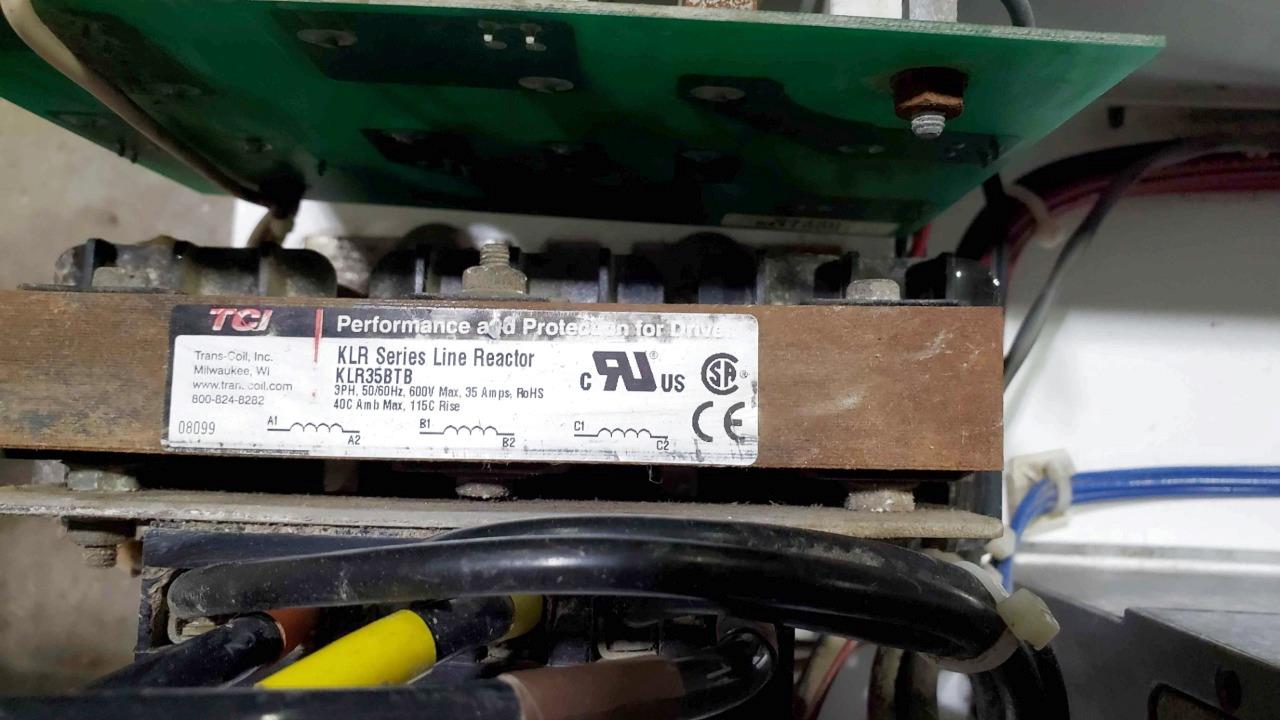 TCI
Performance and Protection for Drives
Trans-Coil, Inc.
Milwaukee, WI
www.transcoil.com
800-824-8282
08099
KLR Series Line Reactor
KLR35BTB
3PH, 50/60Hz, 600V Max, 35 Amps, RoHS
40C Amb Max, 115C Rise
A1
A2
B1
B2
C1
C2
C RU ® US
SA ®
CE